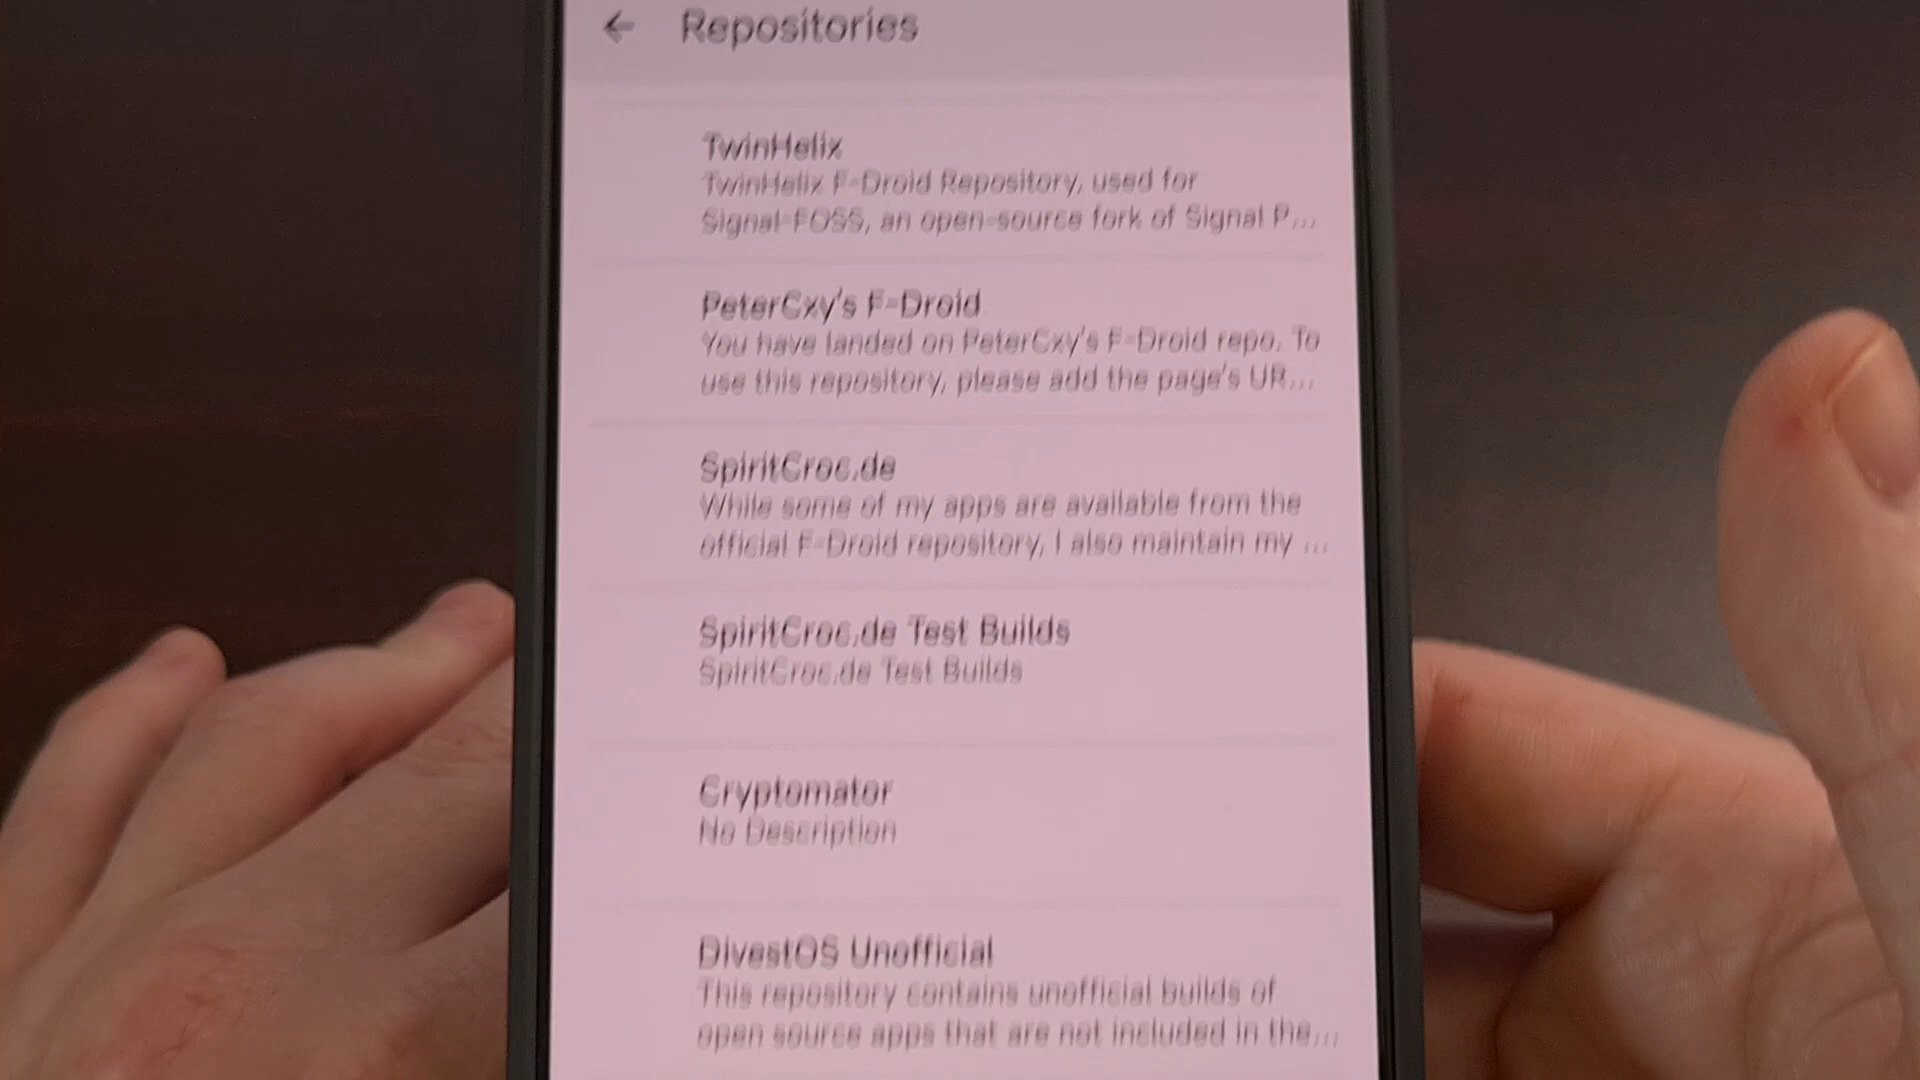 Repositories
TwinHelix
TwinHelix F-Droid Repository, used for
Signal-FOSS, an open-source fork of Signal P...
PeterCxy's F-Droid
You have landed on PeterCxy's F-Droid repo. To
use this repository, please add the page's UR...
SpiritCroc.de
While some of my apps are available from the
official F-Droid repository, I also maintain my ...
SpiritCroc.de Test Builds
SpiritCroc.de Test Builds
Cryptomator
No Description
DivestOS Unofficial
This repository contains unofficial builds of
open source apps that are not included in the...